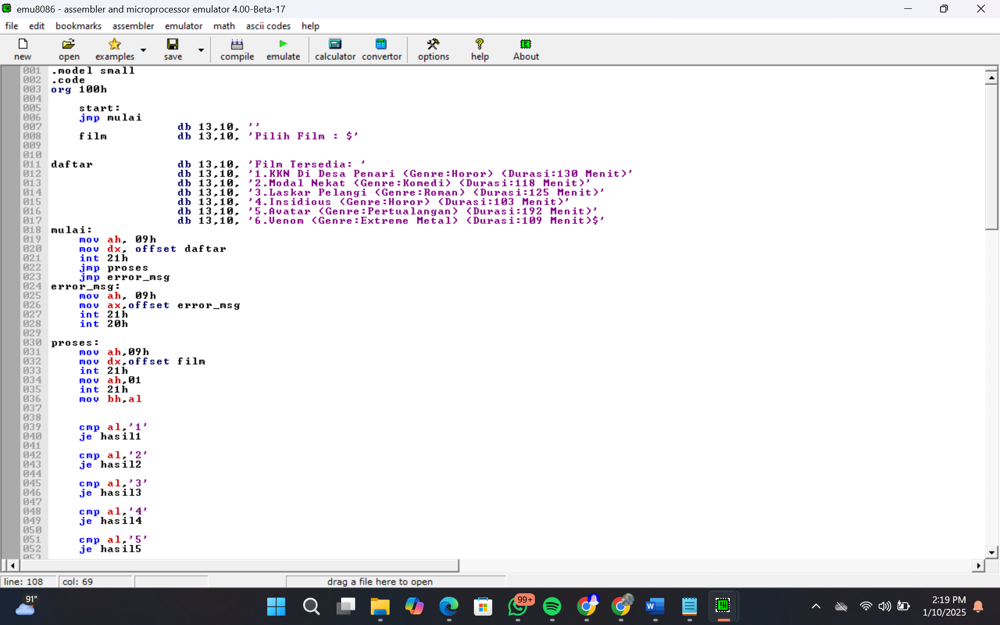 emu8086 - assembler and microprocessor emulator 4.00-Beta-17
file edit bookmarks assembler emulator math ascii codes help
new open examples save compile emulate calculator convertor options help About
001 .model small
002 .code
003 org 100h
004
005 start:
006 jmp mulai
007 db 13,10, ''
008 film db 13,10, 'Pilih Film : $'
009
010
011 daftar db 13,10, 'Film Tersedia: '
012 db 13,10, '1.KKN Di Desa Penari (Genre:Horor) (Durasi:130 Menit)'
013 db 13,10, '2.Modal Nekat (Genre:Komedi) (Durasi:118 Menit)'
014 db 13,10, '3.Laskar Pelangi (Genre:Roman) (Durasi:125 Menit)'
015 db 13,10, '4.Insidious (Genre:Horor) (Durasi:103 Menit)'
016 db 13,10, '5.Avatar (Genre:Pertualangan) (Durasi:192 Menit)'
017 db 13,10, '6.Venom (Genre:Extreme Metal) (Durasi:109 Menit)$'
018 mulai:
019 mov ah, 09h
020 mov dx, offset daftar
021 int 21h
022 jmp proses
023 jmp error_msg
024 error_msg:
025 mov ah, 09h
026 mov ax,offset error_msg
027 int 21h
028 int 20h
029
030 proses:
031 mov ah,09h
032 mov dx,offset film
033 int 21h
034 mov ah,01
035 int 21h
036 mov bh,al
037
038
039 cmp al,'1'
040 je hasil1
041
042 cmp al,'2'
043 je hasil2
044
045 cmp al,'3'
046 je hasil3
047
048 cmp al,'4'
049 je hasil4
050
051 cmp al,'5'
052 je hasil5
053
line: 108 col: 69 drag a file here to open
91° 99+ 2:19 PM
1/10/2025